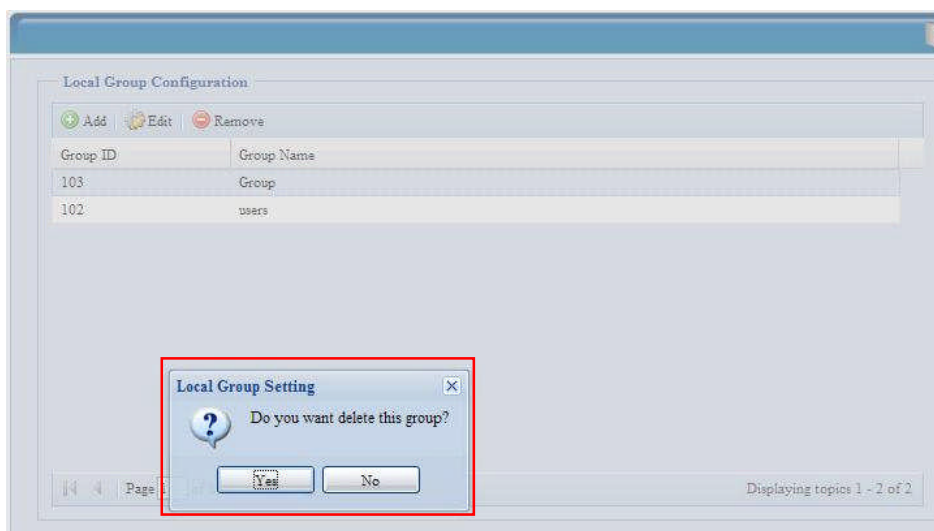 Local Group Configuration
Add Edit Remove
Group ID Group Name
103 Group
102 users
Local Group Setting
Do you want delete this group?
Yes No
Page 1 Displaying topics 1 - 2 of 2